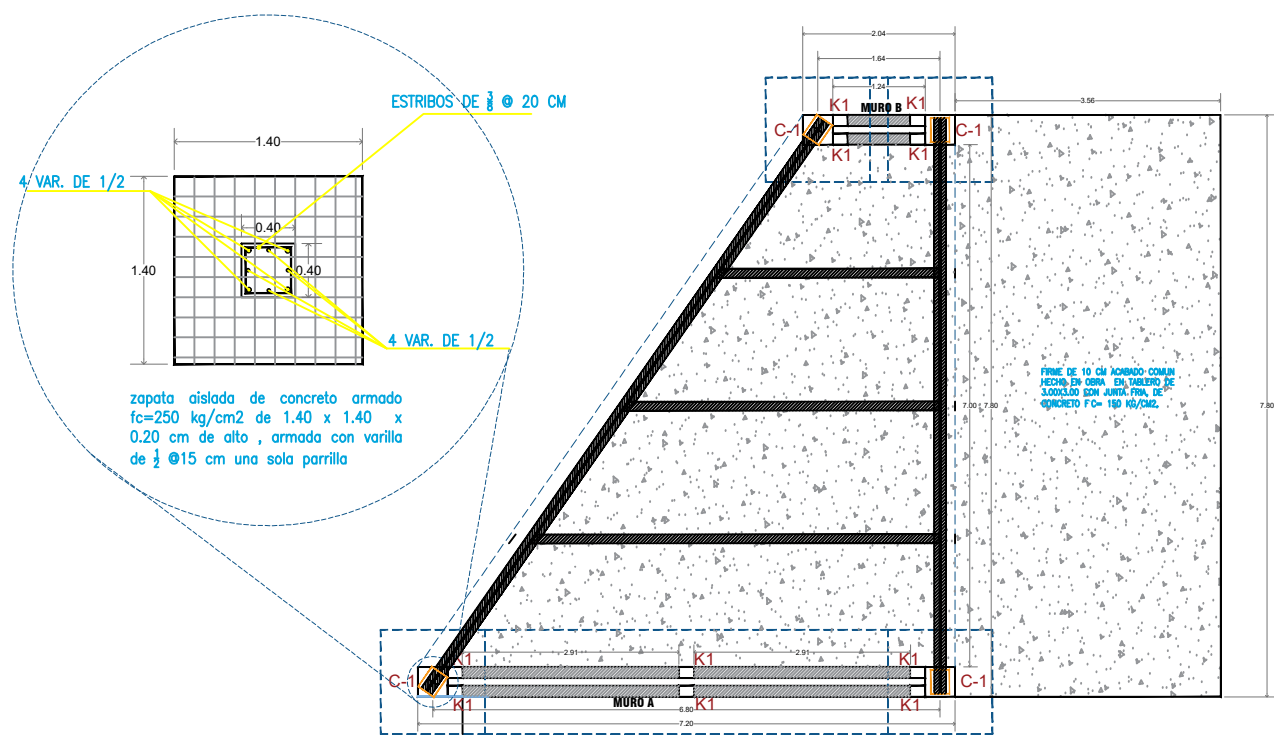 2.04
1.64
1.24
3.56
K1 MURO B K1
C-1 C-1
K1 K1
ESTRIBOS DE 3/8 @ 20 CM
1.40
4 VAR. DE 1/2
0.40
1.40
0.40
4 VAR. DE 1/2
zapata aislada de concreto armado
fc=250 kg/cm2 de 1.40 x 1.40 x
0.20 cm de alto , armada con varilla
de 1/2 @15 cm una sola parrilla
FIRME DE 10 CM ACABADO COMUN
HECHO EN OBRA EN TABLERO DE
3.00X3.00 CON JUNTA FRIA, DE
CONCRETO F'C= 150 KG/CM2.
7.00 7.80
7.80
2.91 2.91
K1 K1 K1
C-1 C-1
K1 MURO A K1 K1
6.80
7.20